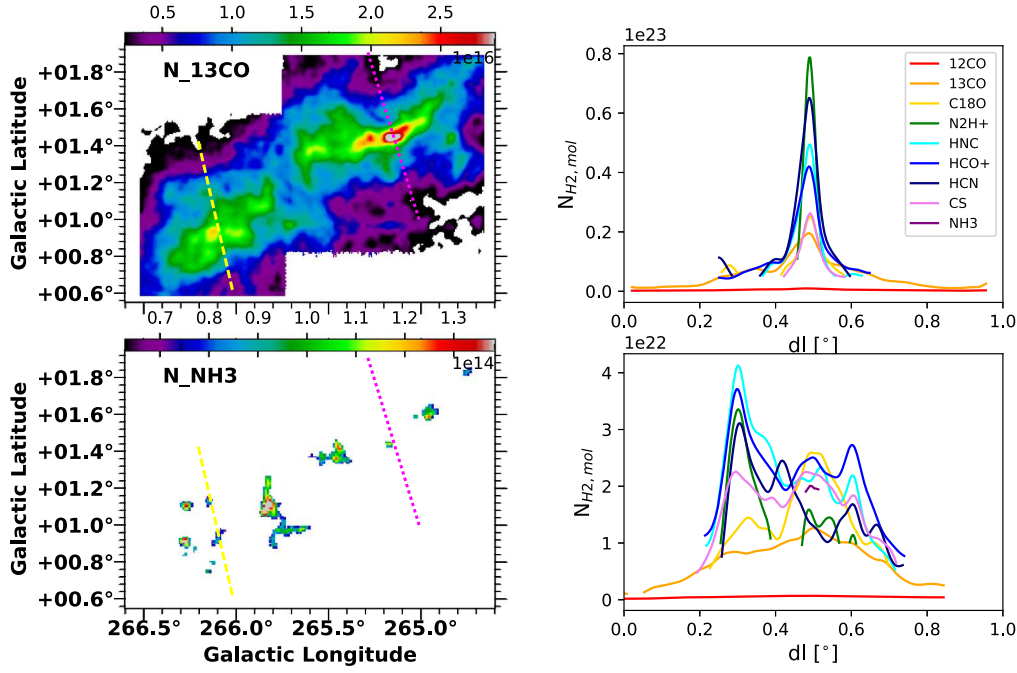 0.5 1.0 1.5 2.0 2.5
1e16
N_13CO
Galactic Latitude
+01.8°
+01.6°
+01.4°
+01.2°
+01.0°
+00.8°
+00.6°
0.7 0.8 0.9 1.0 1.1 1.2 1.3
1e14
N_NH3
Galactic Latitude
+01.8°
+01.6°
+01.4°
+01.2°
+01.0°
+00.8°
+00.6°
266.5° 266.0° 265.5° 265.0°
Galactic Longitude
1e23
N_{H2, mol}
0.8
0.6
0.4
0.2
0.0
12CO
13CO
C18O
N2H+
HNC
HCO+
HCN
CS
NH3
0.0 0.2 0.4 0.6 0.8 1.0
dl [°]
1e22
N_{H2, mol}
4
3
2
1
0
0.0 0.2 0.4 0.6 0.8 1.0
dl [°]